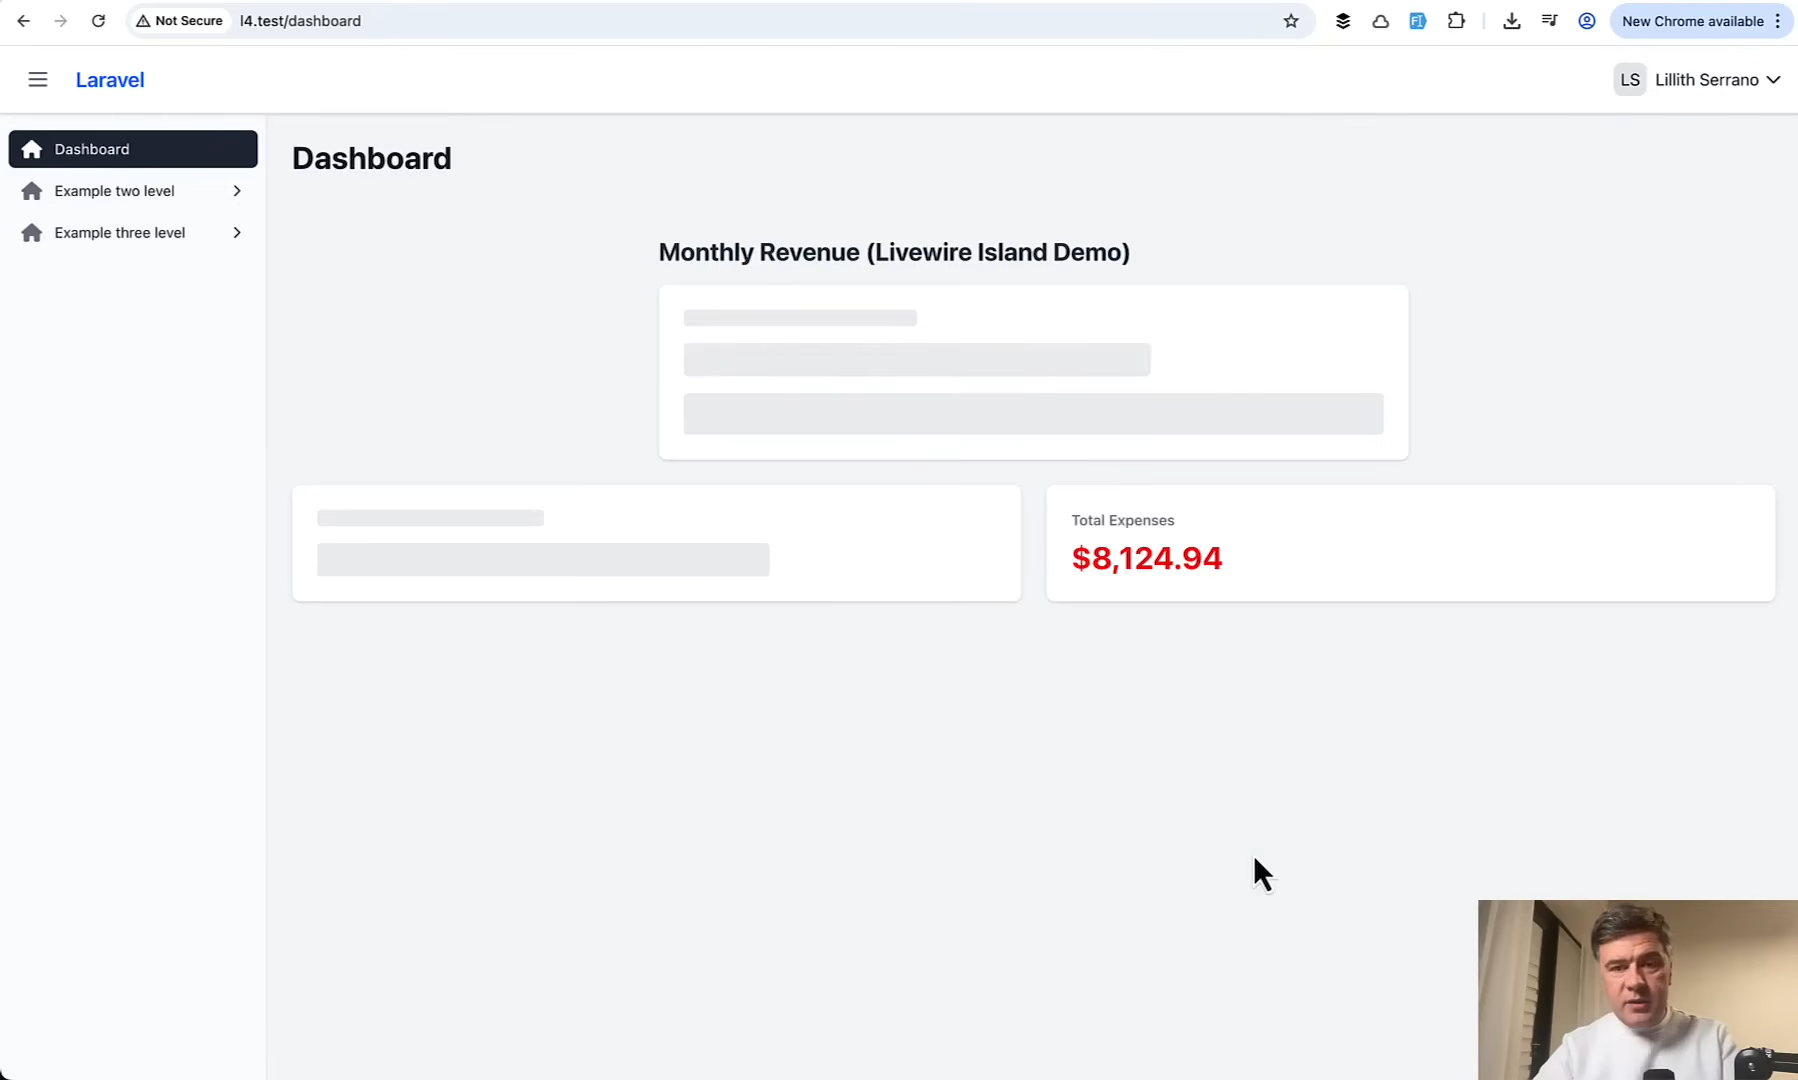 Not Secure
l4.test/dashboard
New Chrome available
Laravel
LS
Lillith Serrano
Dashboard
Example two level
Example three level
Dashboard
Monthly Revenue (Livewire Island Demo)
Total Expenses
$8,124.94